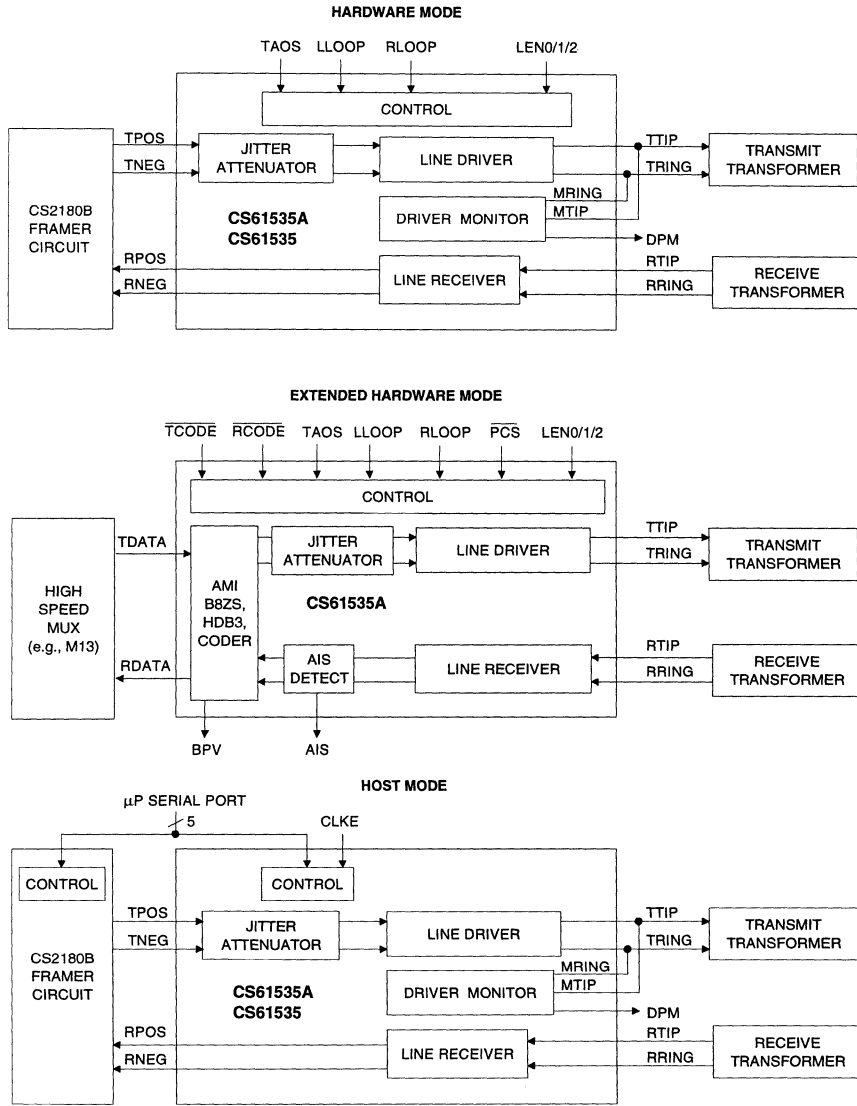 HARDWARE MODE
TAOS LLOOP RLOOP LEN0/1/2
CONTROL
TPOS
TNEG
JITTER
ATTENUATOR
LINE DRIVER
TTIP
TRING
TRANSMIT
TRANSFORMER
CS2180B
FRAMER
CIRCUIT
CS61535A
CS61535
DRIVER MONITOR
MRING
MTIP
DPM
RPOS
RNEG
LINE RECEIVER
RTIP
RRING
RECEIVE
TRANSFORMER
EXTENDED HARDWARE MODE
TCODE RCODE TAOS LLOOP RLOOP PCS LEN0/1/2
CONTROL
HIGH
SPEED
MUX
(e.g., M13)
TDATA
RDATA
AMI
B8ZS,
HDB3,
CODER
JITTER
ATTENUATOR
LINE DRIVER
TTIP
TRING
TRANSMIT
TRANSFORMER
CS61535A
AIS
DETECT
LINE RECEIVER
RTIP
RRING
RECEIVE
TRANSFORMER
BPV
AIS
HOST MODE
µP SERIAL PORT
5
CLKE
CONTROL
CONTROL
TPOS
TNEG
JITTER
ATTENUATOR
LINE DRIVER
TTIP
TRING
TRANSMIT
TRANSFORMER
CS2180B
FRAMER
CIRCUIT
CS61535A
CS61535
DRIVER MONITOR
MRING
MTIP
DPM
RPOS
RNEG
LINE RECEIVER
RTIP
RRING
RECEIVE
TRANSFORMER